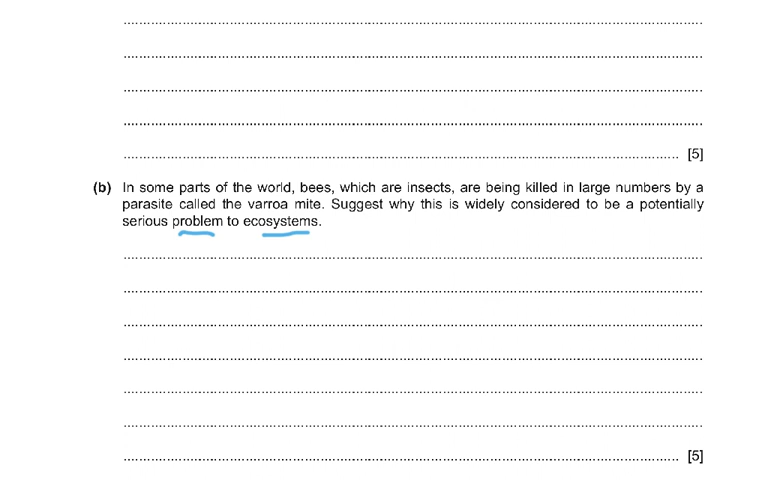 [5]
(b) In some parts of the world, bees, which are insects, are being killed in large numbers by a
parasite called the varroa mite. Suggest why this is widely considered to be a potentially
serious problem to ecosystems.
[5]